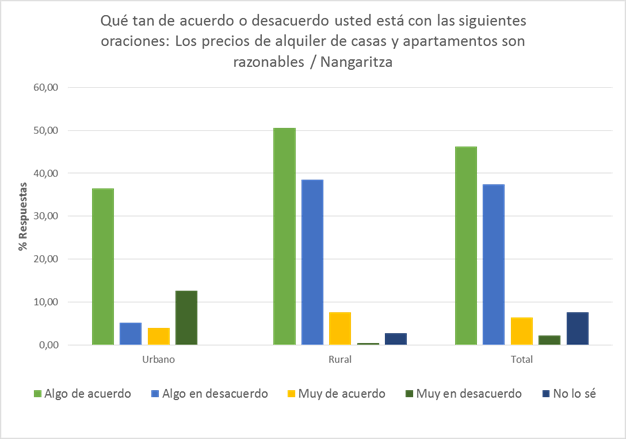 Qué tan de acuerdo o desacuerdo usted está con las siguientes
oraciones: Los precios de alquiler de casas y apartamentos son
razonables / Nangaritza
60,00
50,00
40,00
30,00
20,00
10,00
0,00
% Respuestas
Urbano Rural Total
Algo de acuerdo Algo en desacuerdo Muy de acuerdo Muy en desacuerdo No lo sé